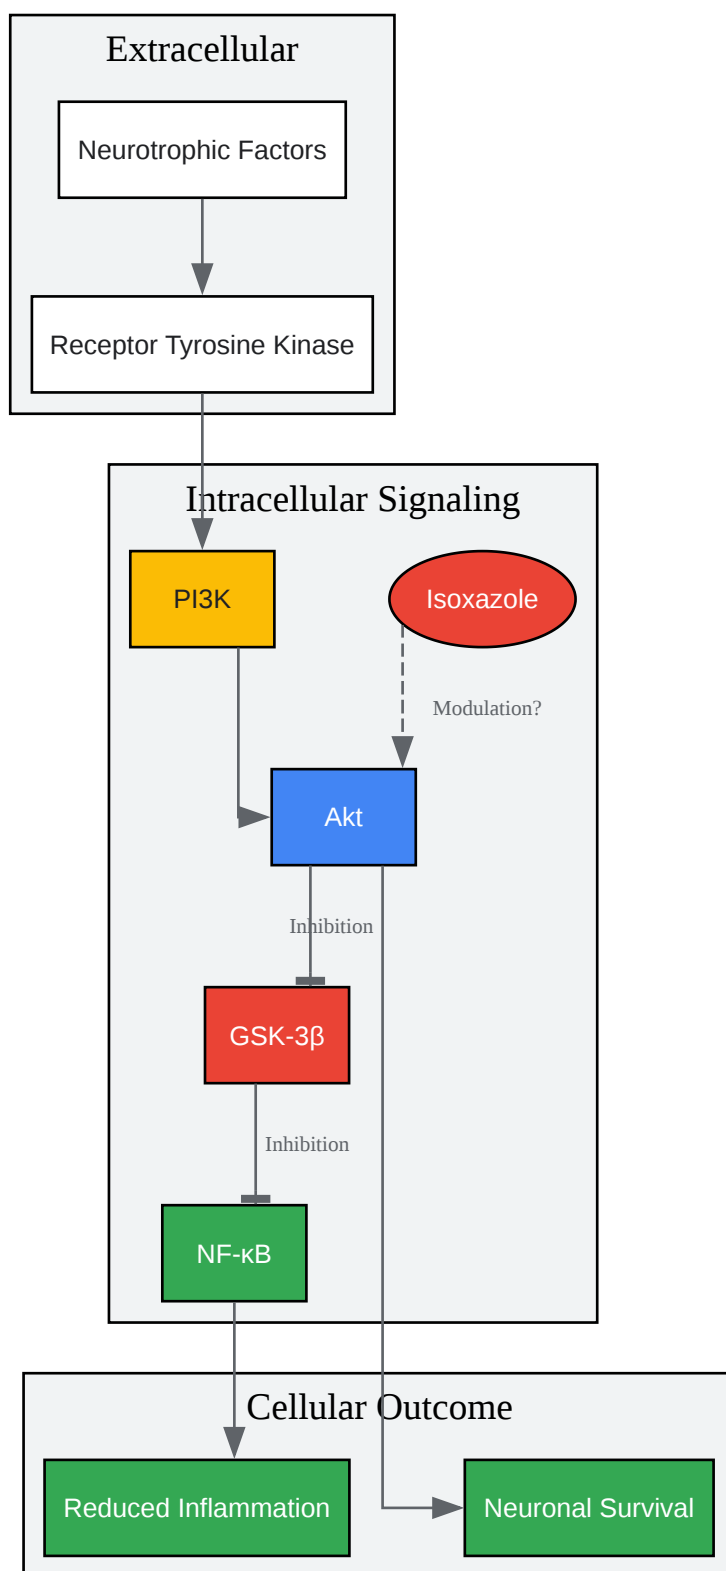 Extracellular
Neurotrophic Factors
Receptor Tyrosine Kinase
Intracellular Signaling
PI3K
Isoxazole
Modulation?
Akt
Inhibition
GSK-3β
Inhibition
NF-κB
Cellular Outcome
Reduced Inflammation
Neuronal Survival